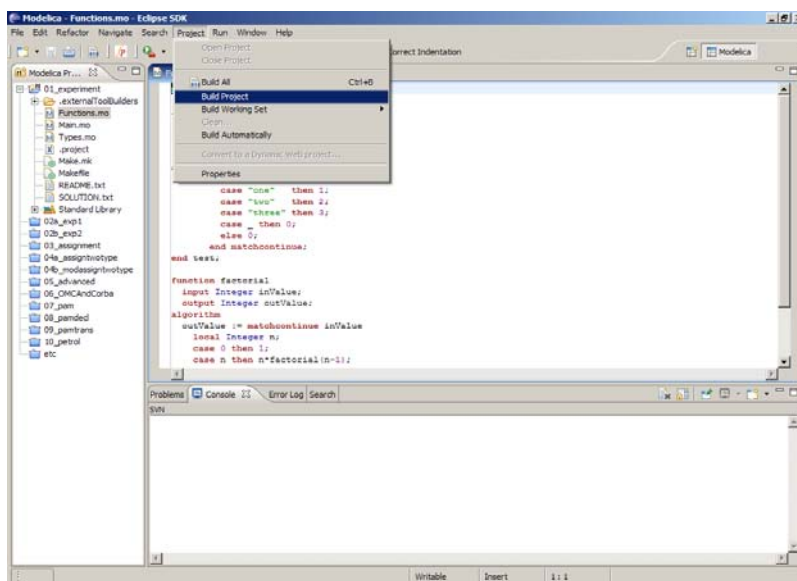 Modelica - Functions.mo - Eclipse SDK
File Edit Refactor Navigate Search Project Run Window Help
Correct Indentation
Modelica
Modelica Pr...
Open Project
Close Project
Build All Ctrl+B
Build Project
Build Working Set
Clean...
Build Automatically
Convert to a Dynamic Web project...
Properties
01_experiment
.externalToolBuilders
Functions.mo
Main.mo
Types.mo
.project
Make.mk
Makefile
README.txt
SOLUTION.txt
Standard Library
02a_exp1
02b_exp2
03_assignment
04a_assigntwotype
04b_modassigntwotype
05_advanced
06_OMCAndCorba
07_pam
08_pamdecl
09_pamtrans
10_petrol
etc
case "one" then 1;
case "two" then 2;
case "three" then 3;
case _ then 0;
else 0;
end matchcontinue;
end test;
function factorial
input Integer inValue;
output Integer outValue;
algorithm
outValue := matchcontinue inValue
local Integer n;
case 0 then 1;
case n then n*factorial(n-1);
Problems Console Error Log Search
SVN
Writable Insert 1:1